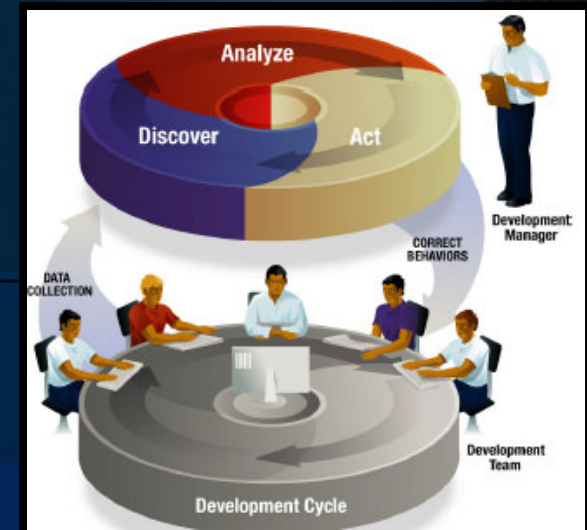 Analyze
Discover
Act
Development
Manager
CORRECT
BEHAVIORS
DATA
COLLECTION
Development
Team
Development Cycle